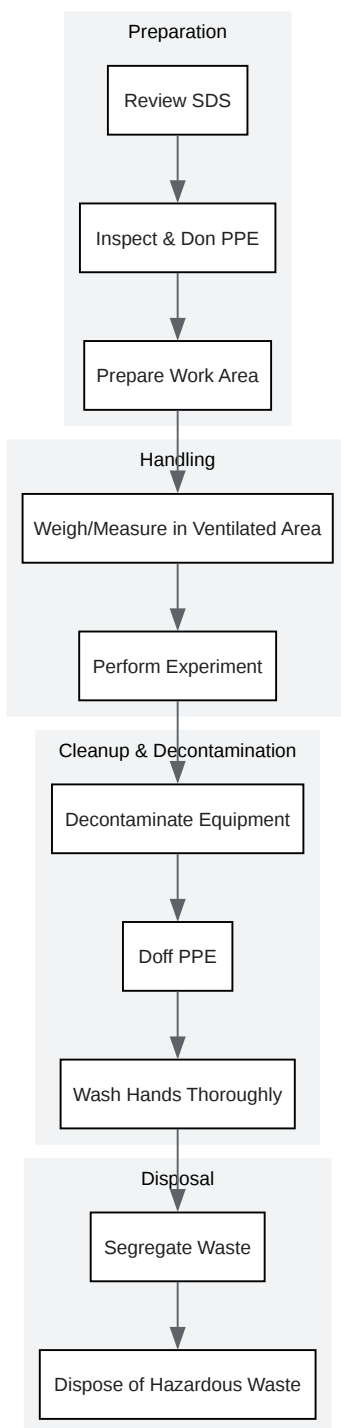 Preparation
Review SDS
Inspect & Don PPE
Prepare Work Area
Handling
Weigh/Measure in Ventilated Area
Perform Experiment
Cleanup & Decontamination
Decontaminate Equipment
Doff PPE
Wash Hands Thoroughly
Disposal
Segregate Waste
Dispose of Hazardous Waste